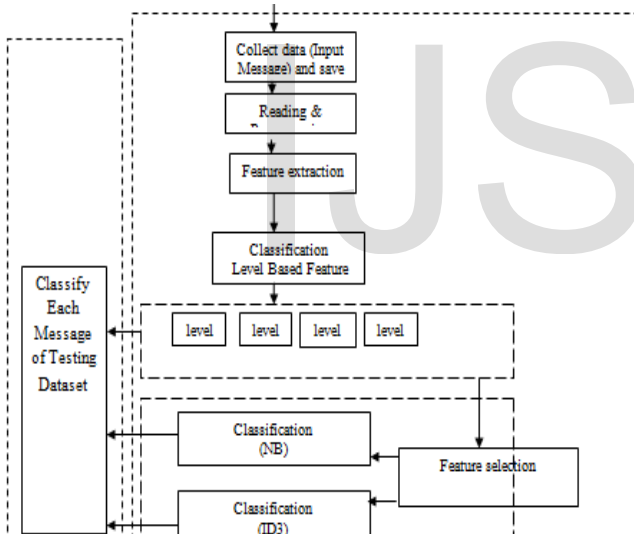 IJS
Collect data (Input
Message) and save
Reading &
Feature extraction
Classification
Level Based Feature
level level level level
Classify
Each
Message
of Testing
Dataset
Classification
(NB)
Feature selection
Classification
(ID3)